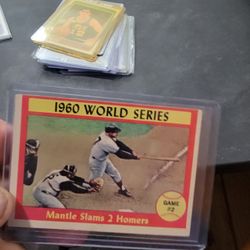 1960 WORLD SERIES
Mantle Slams 2 Homers
GAME
#2